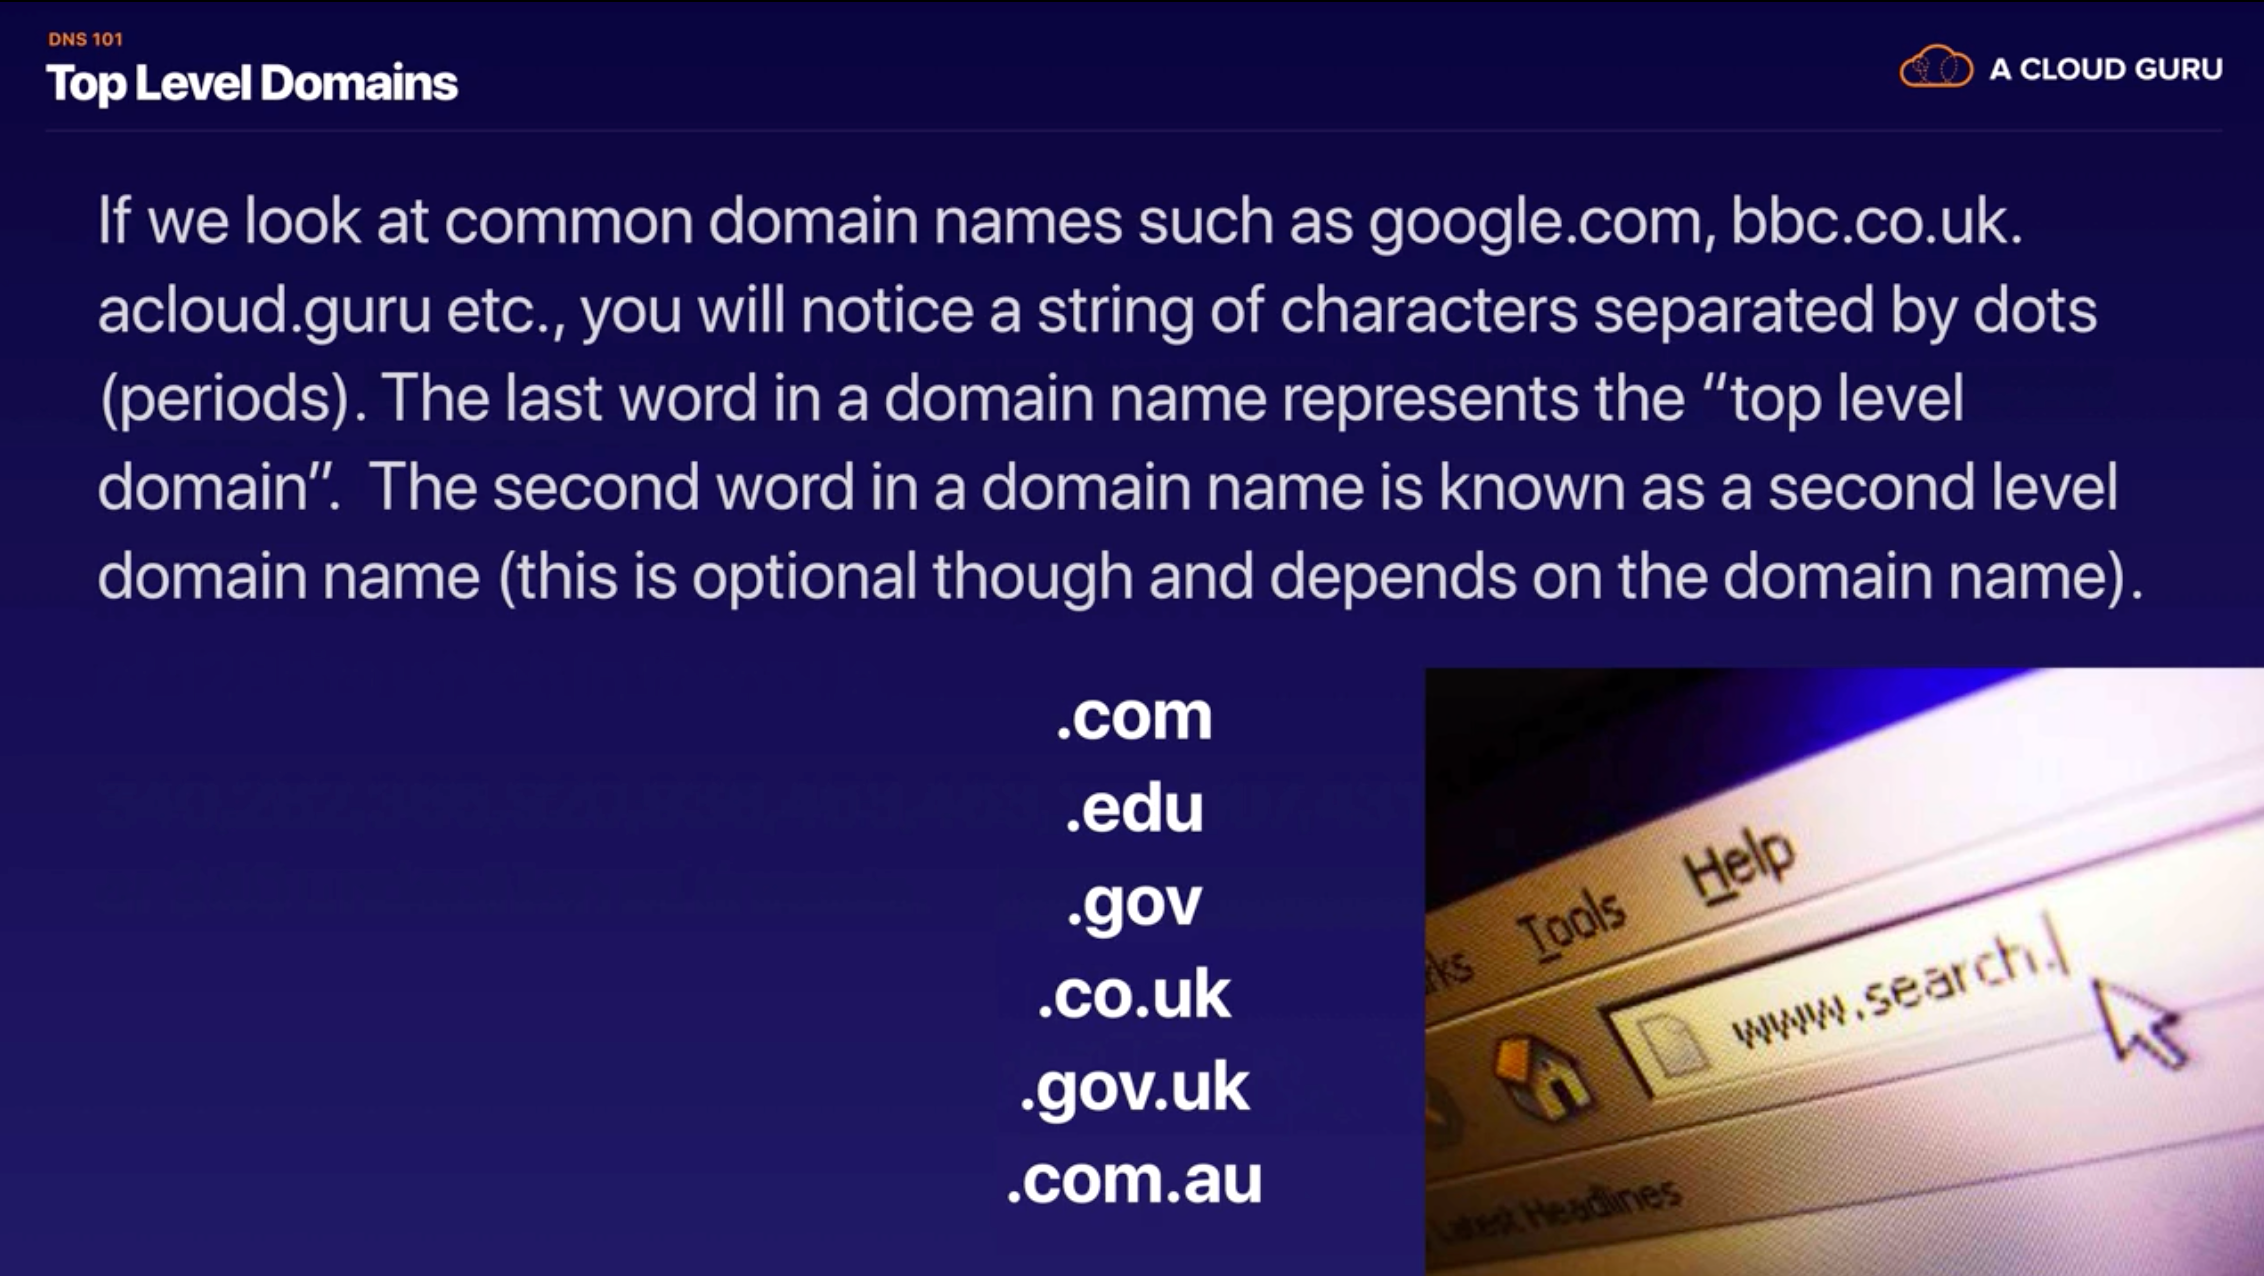 DNS 101
Top Level Domains
A CLOUD GURU
If we look at common domain names such as google.com, bbc.co.uk.
acloud.guru etc., you will notice a string of characters separated by dots
(periods). The last word in a domain name represents the “top level
domain”. The second word in a domain name is known as a second level
domain name (this is optional though and depends on the domain name).
.com
.edu
.gov
.co.uk
.gov.uk
.com.au
Tools Help
www.search.
Latest Headlines